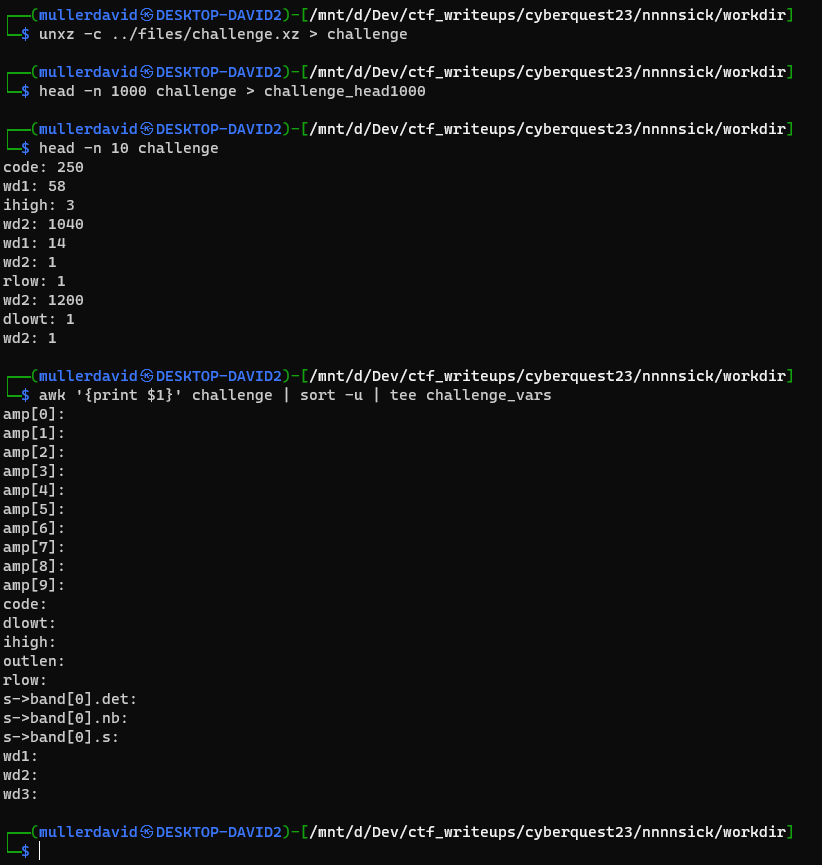 ┌──(mullerdavid㉿DESKTOP-DAVID2)-[/mnt/d/Dev/ctf_writeups/cyberquest23/nnnnsick/workdir]
└─$ unxz -c ../files/challenge.xz > challenge
┌──(mullerdavid㉿DESKTOP-DAVID2)-[/mnt/d/Dev/ctf_writeups/cyberquest23/nnnnsick/workdir]
└─$ head -n 1000 challenge > challenge_head1000
┌──(mullerdavid㉿DESKTOP-DAVID2)-[/mnt/d/Dev/ctf_writeups/cyberquest23/nnnnsick/workdir]
└─$ head -n 10 challenge
code: 250
wd1: 58
ihigh: 3
wd2: 1040
wd1: 14
wd2: 1
rlow: 1
wd2: 1200
dlowt: 1
wd2: 1
┌──(mullerdavid㉿DESKTOP-DAVID2)-[/mnt/d/Dev/ctf_writeups/cyberquest23/nnnnsick/workdir]
└─$ awk '{print $1}' challenge | sort -u | tee challenge_vars
amp[0]:
amp[1]:
amp[2]:
amp[3]:
amp[4]:
amp[5]:
amp[6]:
amp[7]:
amp[8]:
amp[9]:
code:
dlowt:
ihigh:
outlen:
rlow:
s->band[0].det:
s->band[0].nb:
s->band[0].s:
wd1:
wd2:
wd3:
┌──(mullerdavid㉿DESKTOP-DAVID2)-[/mnt/d/Dev/ctf_writeups/cyberquest23/nnnnsick/workdir]
└─$